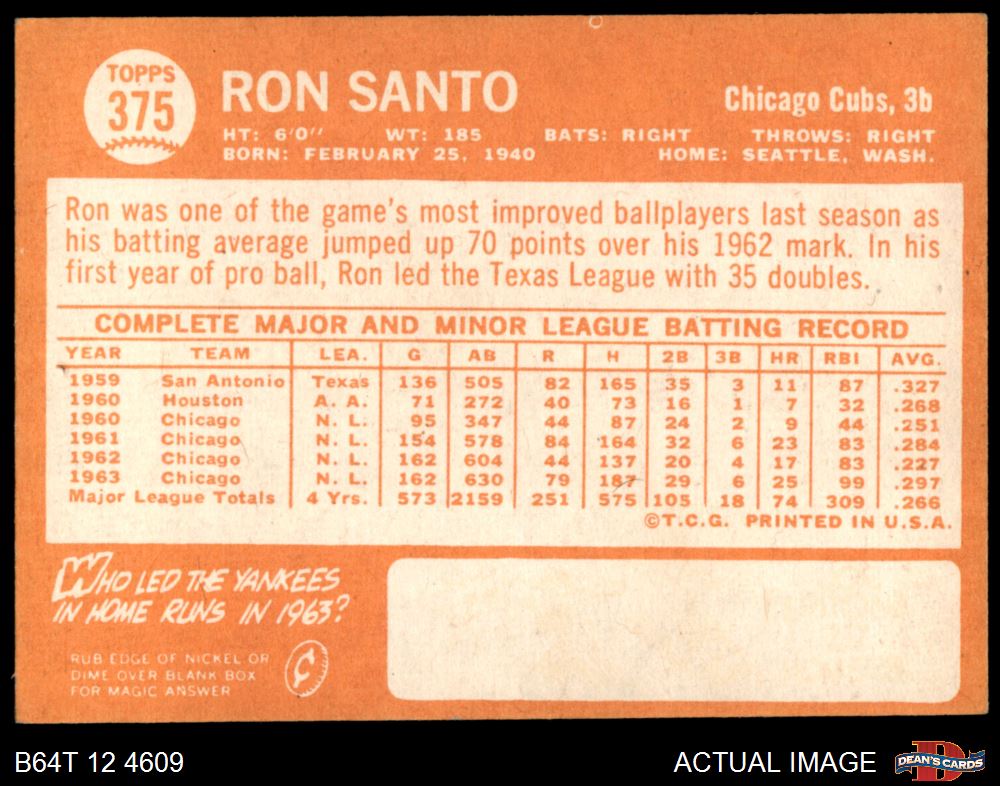 TOPPS
375
RON SANTO
Chicago Cubs, 3b
HT: 6'0" WT: 185 BATS: RIGHT THROWS: RIGHT
BORN: FEBRUARY 25, 1940 HOME: SEATTLE, WASH.
Ron was one of the game's most improved ballplayers last season as
his batting average jumped up 70 points over his 1962 mark. In his
first year of pro ball, Ron led the Texas League with 35 doubles.
COMPLETE MAJOR AND MINOR LEAGUE BATTING RECORD
YEAR TEAM LEA. G AB R H 2B 3B HR RBI AVG.
1959 San Antonio Texas 136 505 82 165 35 3 11 87 .327
1960 Houston A. A. 71 272 40 73 16 1 7 32 .268
1960 Chicago N. L. 95 347 44 87 24 2 9 44 .251
1961 Chicago N. L. 154 578 84 164 32 6 23 83 .284
1962 Chicago N. L. 162 604 44 137 20 4 17 83 .227
1963 Chicago N. L. 162 630 79 187 29 6 25 99 .297
Major League Totals 4 Yrs. 573 2159 251 575 105 18 74 309 .266
©T.C.G. PRINTED IN U.S.A.
WHO LED THE YANKEES
IN HOME RUNS IN 1963?
RUB EDGE OF NICKEL OR
DIME OVER BLANK BOX
FOR MAGIC ANSWER
¢
B64T 12 4609
ACTUAL IMAGE
D
DEAN'S CARDS